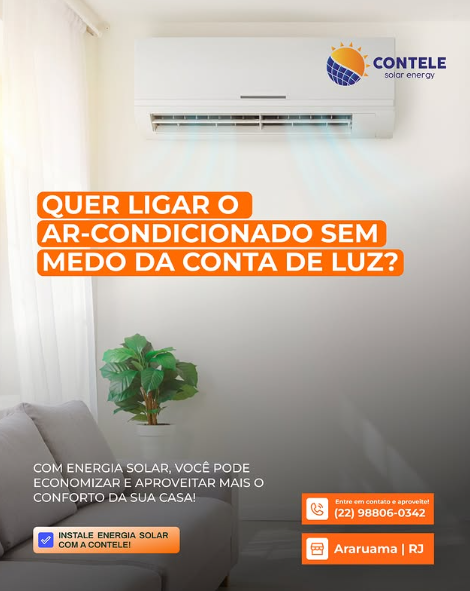 CONTELE
solar energy
QUER LIGAR O
AR-CONDICIONADO SEM
MEDO DA CONTA DE LUZ?
COM ENERGIA SOLAR, VOCÊ PODE
ECONOMIZAR E APROVEITAR MAIS O
CONFORTO DA SUA CASA!
INSTALE ENERGIA SOLAR
COM A CONTELE!
Entre em contato e aproveite!
(22) 98806-0342
Araruama | RJ